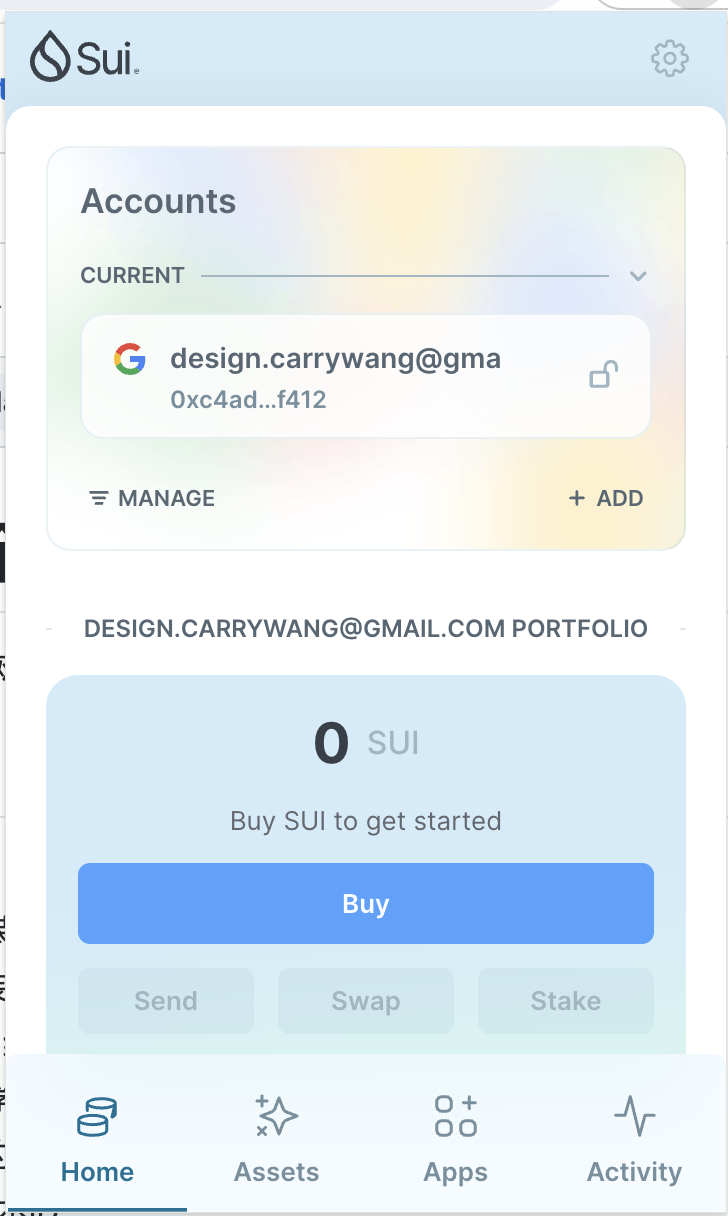 Sui
Accounts
CURRENT
design.carrywang@gma
0xc4ad...f412
MANAGE
+ ADD
DESIGN.CARRYWANG@GMAIL.COM PORTFOLIO
0 SUI
Buy SUI to get started
Buy
Send Swap Stake
Home Assets Apps Activity